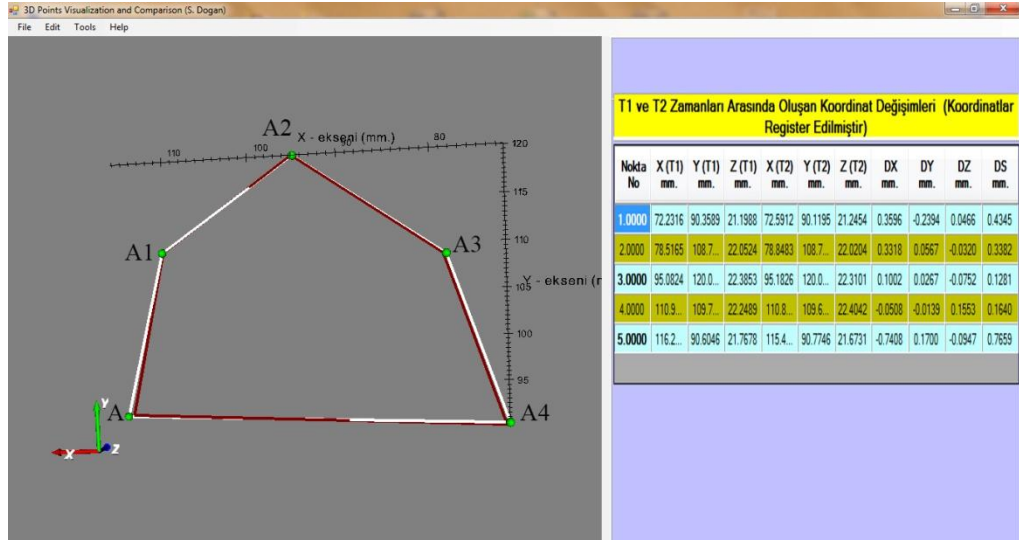 3D Points Visualization and Comparison (S. Dogan)
File Edit Tools Help
A2
X - ekseni (mm.)
110 100 90 80
120
115
110
105
100
95
Y - ekseni (m
A1
A3
A
A4
Y
X
Z
T1 ve T2 Zamanları Arasında Oluşan Koordinat Değişimleri (Koordinatlar
Register Edilmiştir)
Nokta No X (T1) mm. Y (T1) mm. Z (T1) mm. X (T2) mm. Y (T2) mm. Z (T2) mm. DX mm. DY mm. DZ mm. DS mm.
1.0000 72.2316 90.3589 21.1988 72.5912 90.1195 21.2454 0.3596 -0.2394 0.0466 0.4345
2.0000 78.5165 108.7... 22.0524 78.8483 108.7... 22.0204 0.3318 0.0567 -0.0320 0.3382
3.0000 95.0824 120.0... 22.3853 95.1826 120.0... 22.3101 0.1002 0.0267 -0.0752 0.1281
4.0000 110.9... 109.7... 22.2489 110.8... 109.6... 22.4042 -0.0508 -0.0139 0.1553 0.1640
5.0000 116.2... 90.6046 21.7678 115.4... 90.7746 21.6731 -0.7408 0.1700 -0.0947 0.7659